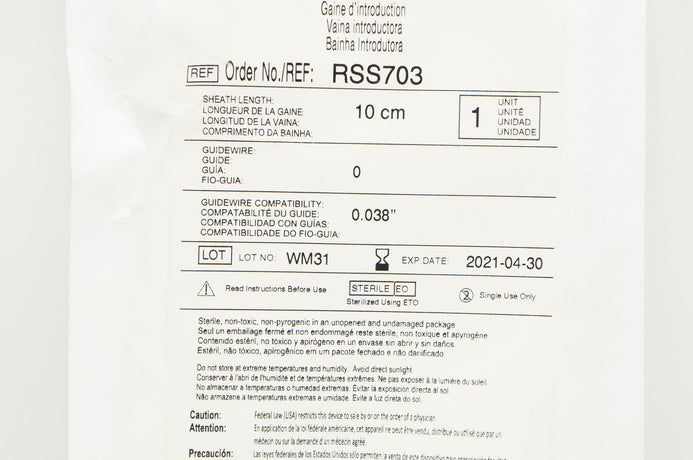 Gaine d'introduction
Vaina introductora
Bainha Introdutora
REF Order No./REF: RSS703
SHEATH LENGTH:
LONGUEUR DE LA GAINE:
LONGITUD DE LA VAINA:
COMPRIMENTO DA BAINHA:
10 cm
1
UNIT
UNITÉ
UNIDAD
UNIDADE
GUIDEWIRE:
GUIDE
GUÍA:
FIO-GUIA:
0
GUIDEWIRE COMPATIBILITY:
COMPATABILITÉ DU GUIDE:
COMPATIBILIDAD CON GUÍAS:
COMPATIBILIDADE DO FIO-GUIA:
0.038"
LOT LOT NO: WM31 EXP.DATE: 2021-04-30
Read Instructions Before Use
STERILE EO
Sterilized Using ETO
2 Single Use Only
Sterile, non-toxic, non-pyrogenic in an unopened and undamaged package.
Seul un emballage fermé et non endommagé reste stérile, non toxique et apyrogène.
Contenido estéril, no tóxico y apirógeno en un envase sin abrir y sin daños
Estéril, não tóxico, apirogênico em um pacote fechado e não danificado.
Do not store at extreme temperatures and humidity. Avoid direct sunlight
Conserver à l'abri de l'humidité et de températures extrêmes. Ne pas exposer à la lumière du soleil
No almacenar a temperaturas o humedad extremas. Evitar la exposición directa al sol
Não armazene a temperaturas extremas e umidade. Evite a luz direta do sol.
Caution: Federal Law (USA) restricts this device to sale by or on the order of a physician.
Attention: En application de la loi fédérale américaine, cet appareil ne peut être vendu, distribué ou utilisé que par un
médecin ou sur la demande d'un médecin agréé.
Precaución: Las leyes federales de los Estados Unidos sólo permiten la venta de este dispositivo bajo